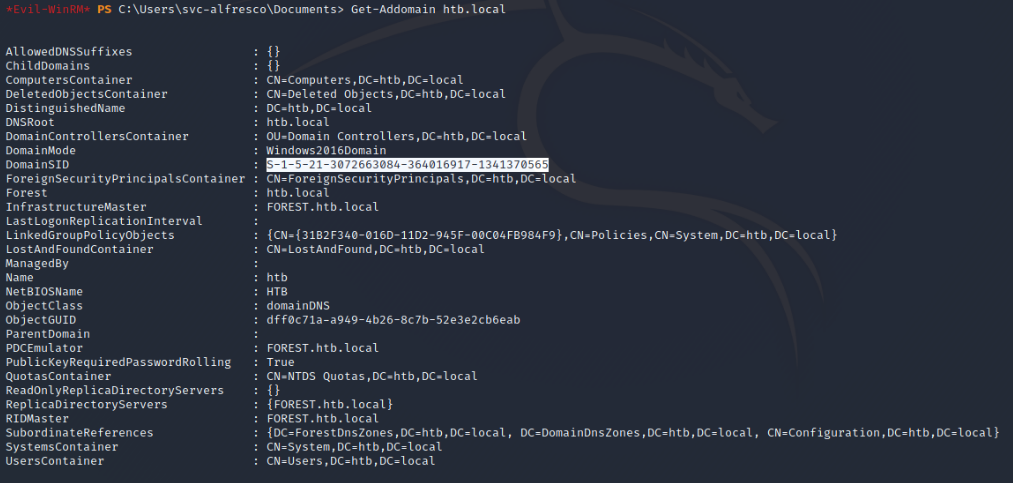 *Evil-WinRM* PS C:\Users\svc-alfresco\Documents> Get-Addomain htb.local
AllowedDNSSuffixes : {}
ChildDomains : {}
ComputersContainer : CN=Computers,DC=htb,DC=local
DeletedObjectsContainer : CN=Deleted Objects,DC=htb,DC=local
DistinguishedName : DC=htb,DC=local
DNSRoot : htb.local
DomainControllersContainer : OU=Domain Controllers,DC=htb,DC=local
DomainMode : Windows2016Domain
DomainSID : S-1-5-21-3072663084-364016917-1341370565
ForeignSecurityPrincipalsContainer : CN=ForeignSecurityPrincipals,DC=htb,DC=local
Forest : htb.local
InfrastructureMaster : FOREST.htb.local
LastLogonReplicationInterval :
LinkedGroupPolicyObjects : {CN={31B2F340-016D-11D2-945F-00C04FB984F9},CN=Policies,CN=System,DC=htb,DC=local}
LostAndFoundContainer : CN=LostAndFound,DC=htb,DC=local
ManagedBy :
Name : htb
NetBIOSName : HTB
ObjectClass : domainDNS
ObjectGUID : dff0c71a-a949-4b26-8c7b-52e3e2cb6eab
ParentDomain :
PDCEmulator : FOREST.htb.local
PublicKeyRequiredPasswordRolling : True
QuotasContainer : CN=NTDS Quotas,DC=htb,DC=local
ReadOnlyReplicaDirectoryServers : {}
ReplicaDirectoryServers : {FOREST.htb.local}
RIDMaster : FOREST.htb.local
SubordinateReferences : {DC=ForestDnsZones,DC=htb,DC=local, DC=DomainDnsZones,DC=htb,DC=local, CN=Configuration,DC=htb,DC=local}
SystemsContainer : CN=System,DC=htb,DC=local
UsersContainer : CN=Users,DC=htb,DC=local